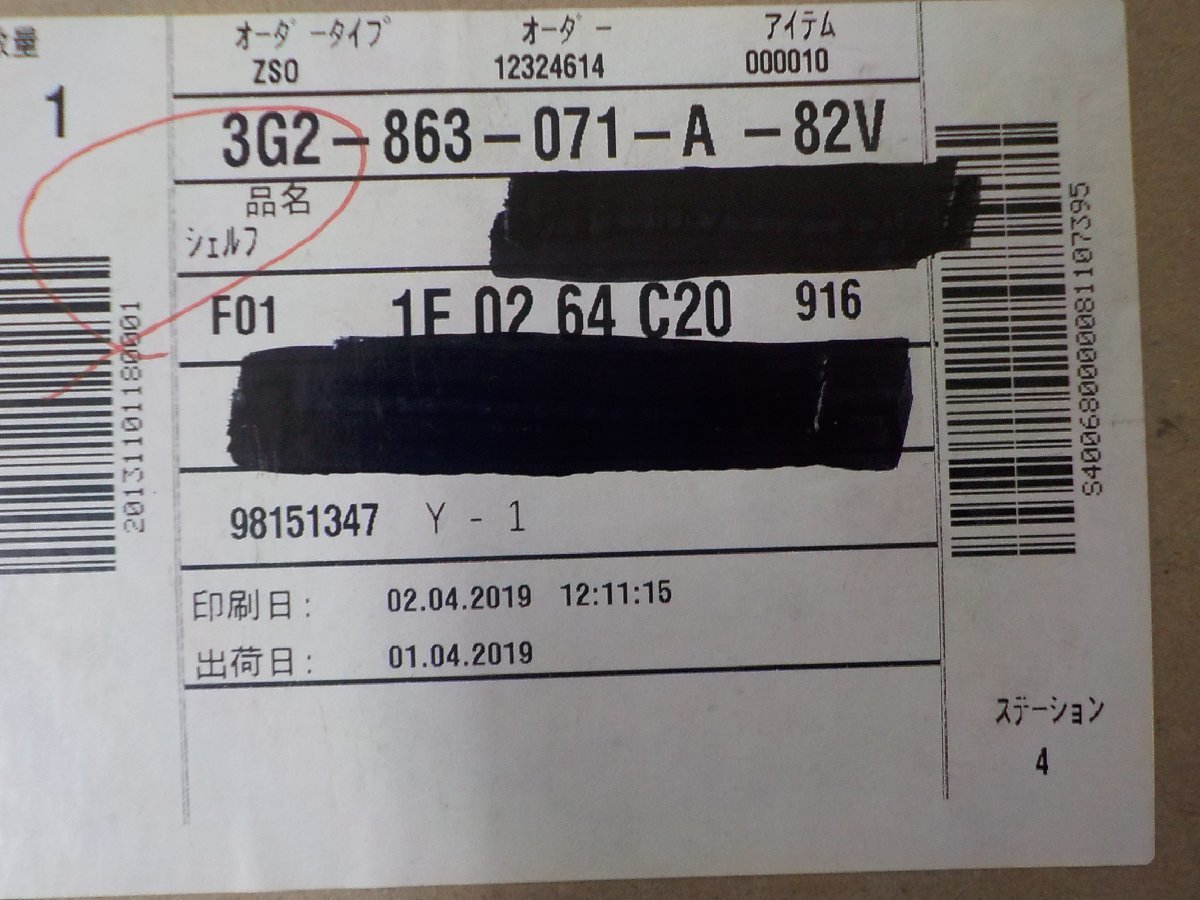 数量
1
オーダータイプ オーダー アイテム
ZSO 12324614 000010
3G2-863-071-A -82V
品名
シェルフ
F01 1F 02 64 C20 916
98151347 Y - 1
印刷日: 02.04.2019 12:11:15
出荷日: 01.04.2019
201311011800001
S400680000081107395
ステーション
4